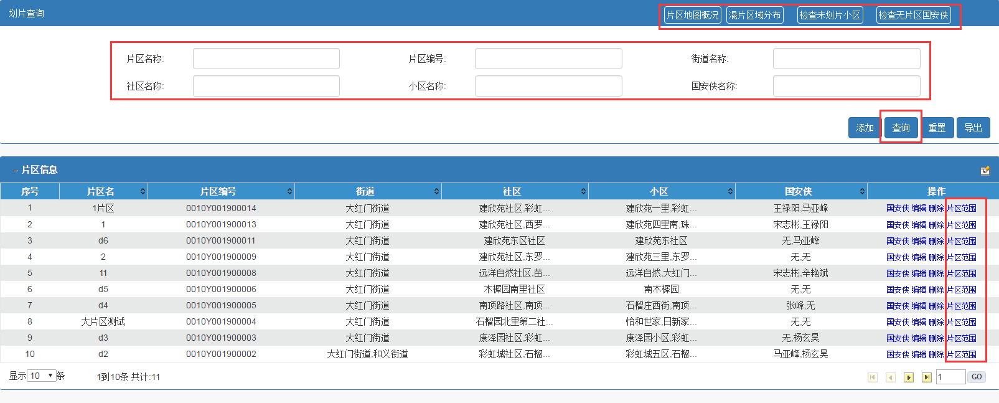 划片查询 片区地图概况 混片区域分布 检查未划片小区 检查无片区国安侠
片区名称: 片区编号: 街道名称:
社区名称: 小区名称: 国安侠名称:
添加 查询 重置 导出
片区信息
序号 片区名 片区编号 街道 社区 小区 国安侠 操作
1 1片区 0010Y001900014 大红门街道 建欣苑社区,彩虹... 建欣苑一里,彩虹... 王禄阳,马亚峰 国安侠 编辑 删除 片区范围
2 1 0010Y001900013 大红门街道 建欣苑社区,西罗... 建欣苑四里南,珠... 宋志彬,王禄阳 国安侠 编辑 删除 片区范围
3 d6 0010Y001900011 大红门街道 建欣苑东区社区 建欣苑东社区 无,马亚峰 国安侠 编辑 删除 片区范围
4 2 0010Y001900009 大红门街道 建欣苑社区,东罗... 建欣苑三里,东罗... 无,无 国安侠 编辑 删除 片区范围
5 11 0010Y001900008 大红门街道 远洋自然社区,苗... 远洋自然,大红门... 宋志彬,辛艳斌 国安侠 编辑 删除 片区范围
6 d5 0010Y001900006 大红门街道 木樨园南里社区 南木樨园 无,无 国安侠 编辑 删除 片区范围
7 d4 0010Y001900005 大红门街道 南顶路社区,南顶... 石榴庄西街,南顶... 张峰,无 国安侠 编辑 删除 片区范围
8 大片区测试 0010Y001900004 大红门街道 石榴园北里第二社... 怡和世家,日新家... 无,无 国安侠 编辑 删除 片区范围
9 d3 0010Y001900003 大红门街道 康泽园社区,彩虹... 康泽园小区,彩虹... 无,杨玄昊 国安侠 编辑 删除 片区范围
10 d2 0010Y001900002 大红门街道,和义街道 彩虹城社区,石榴... 彩虹城五区,石榴... 马亚峰,杨玄昊 国安侠 编辑 删除 片区范围
显示 10 条 1到10条 共计:11 1 GO